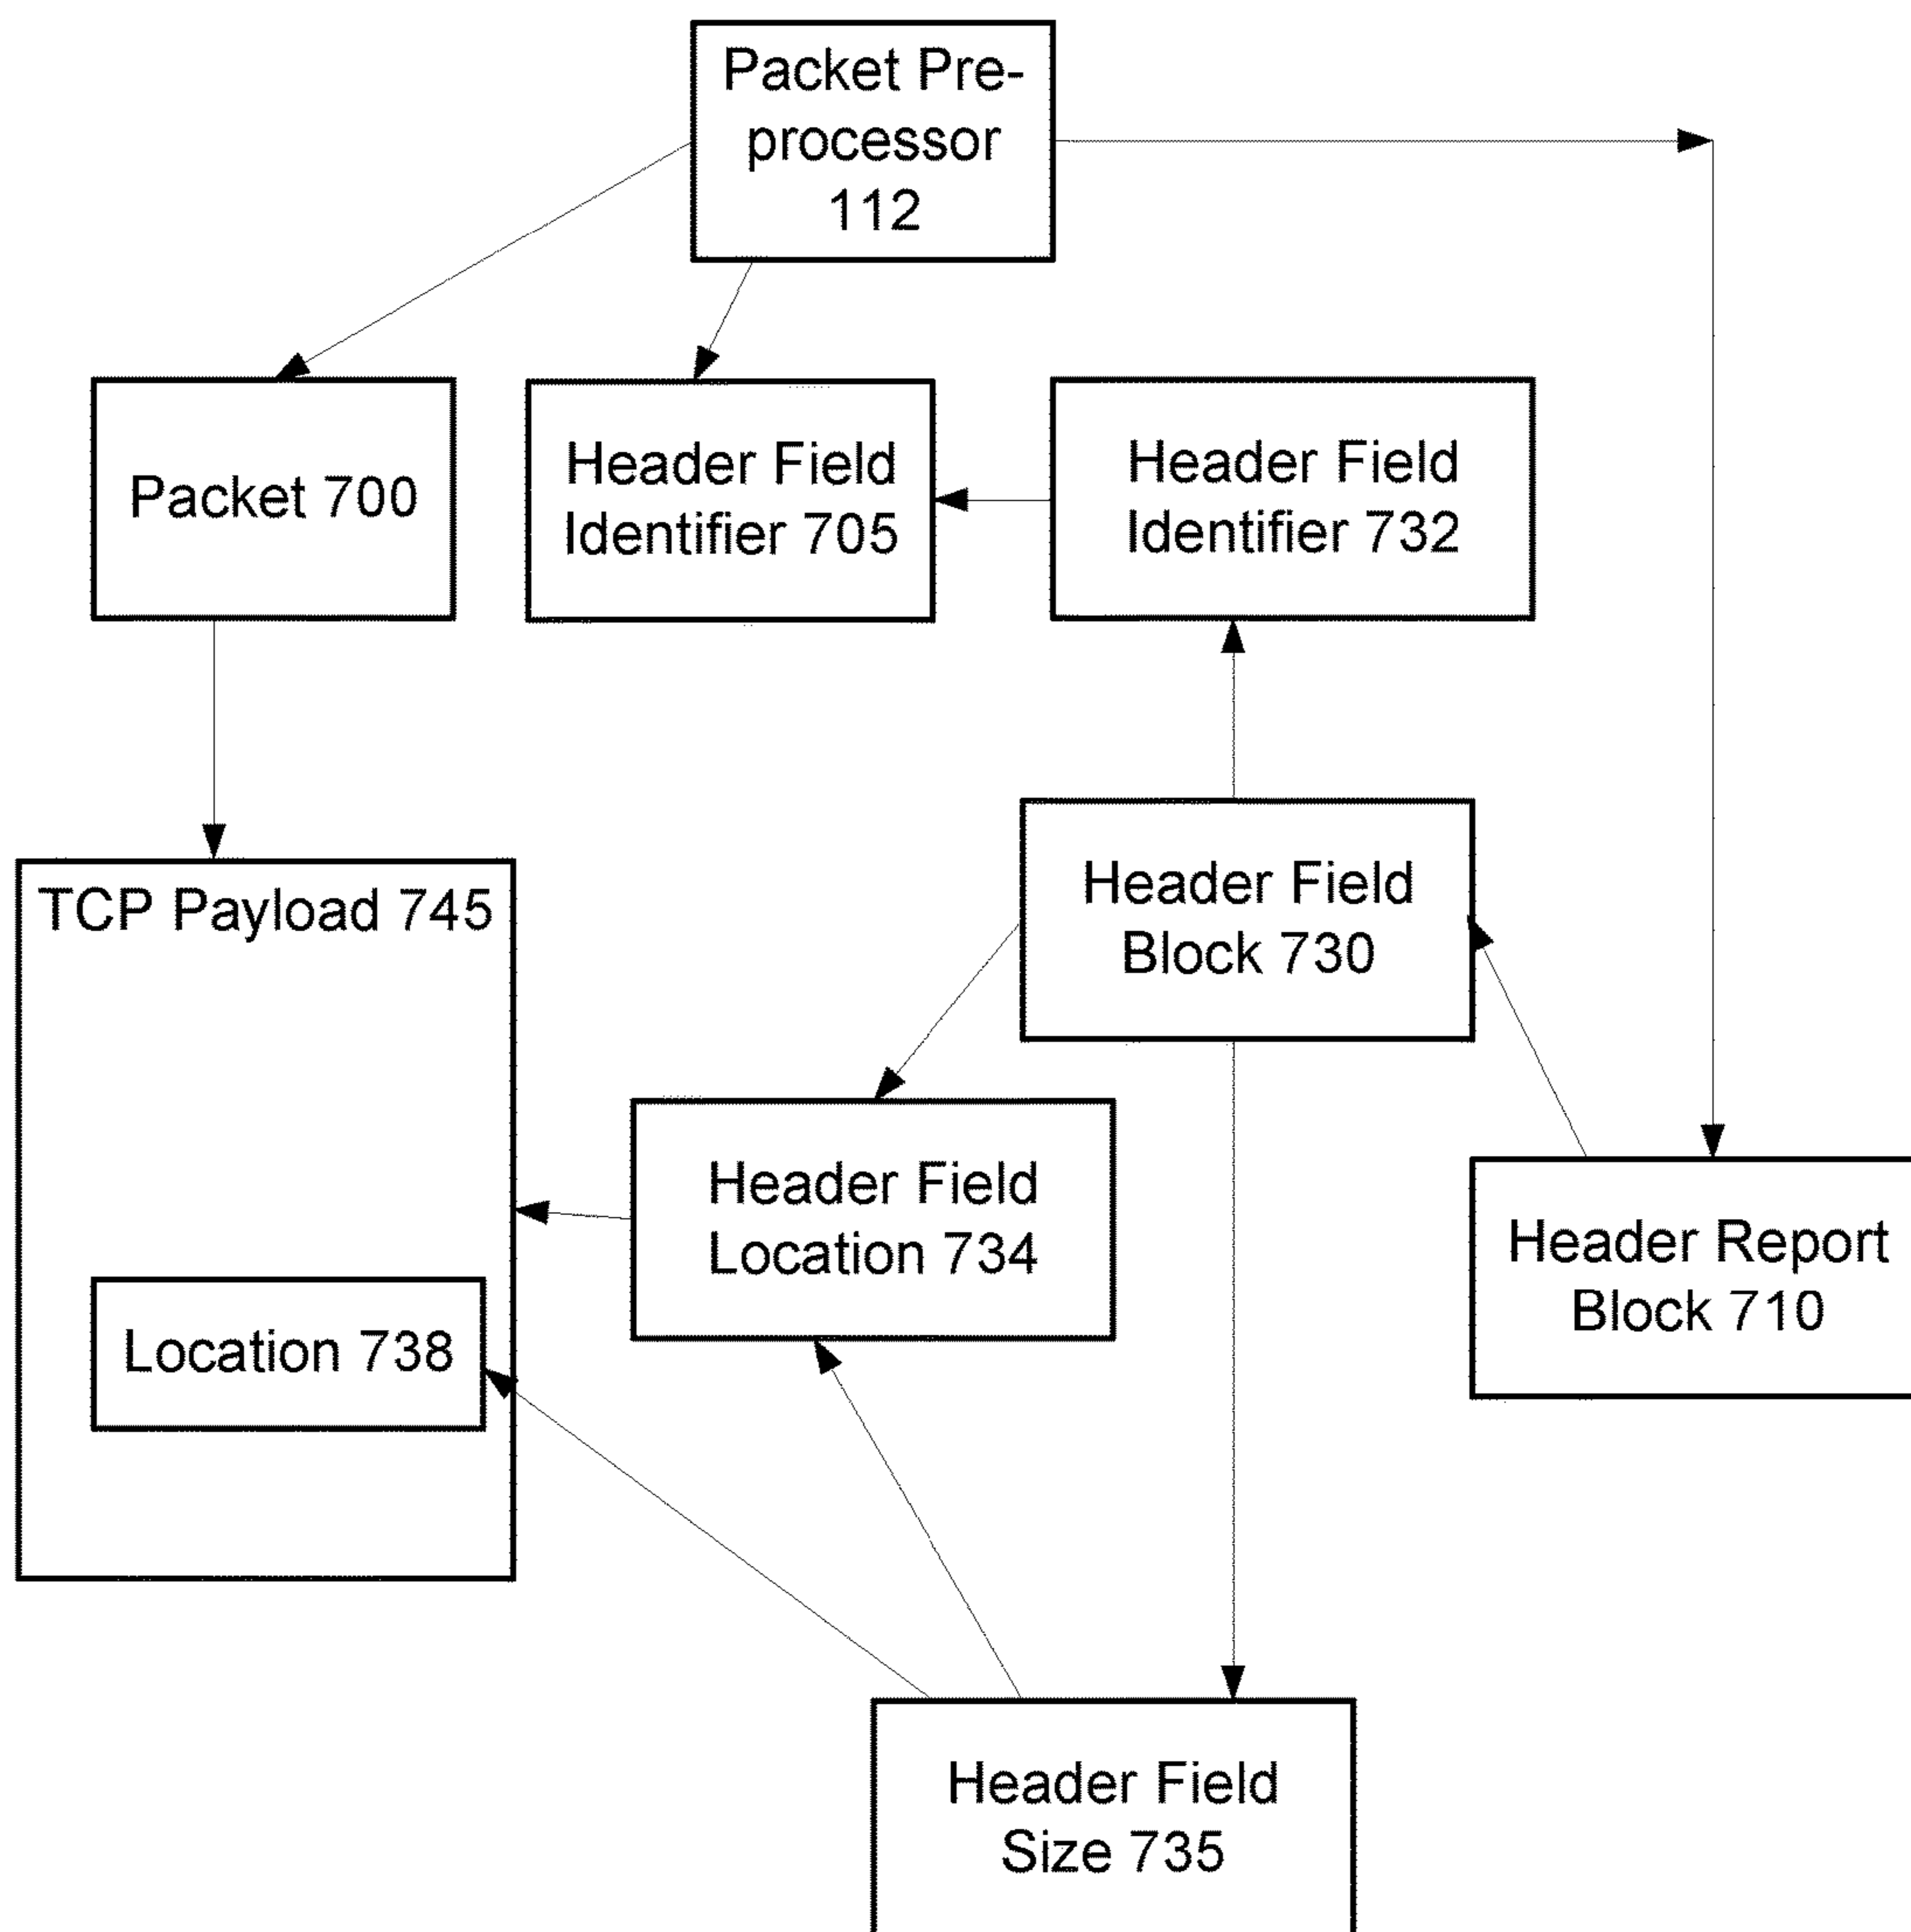 Packet Pre-
processor
112
Packet 700
Header Field
Identifier 705
Header Field
Identifier 732
TCP Payload 745
Header Field
Block 730
Header Field
Location 734
Header Report
Block 710
Location 738
Header Field
Size 735